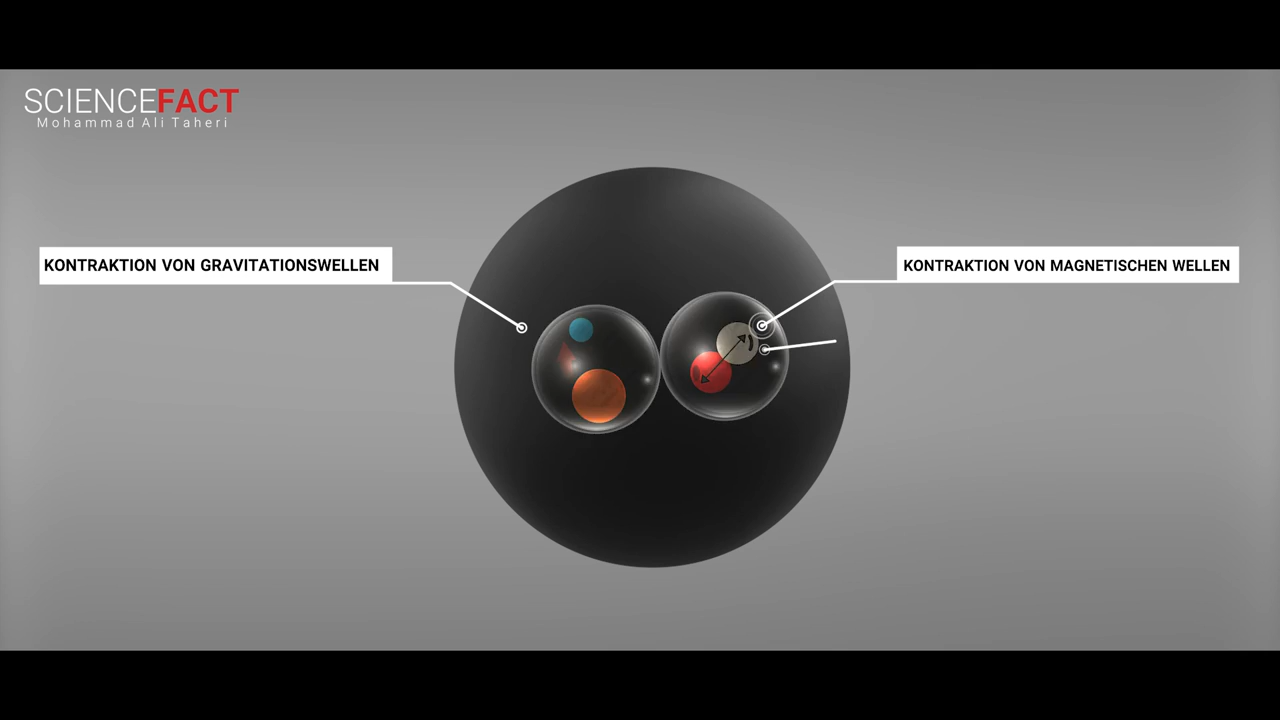 SCIENCEFACT
Mohammad Ali Taheri
KONTRAKTION VON GRAVITATIONSWELLEN
KONTRAKTION VON MAGNETISCHEN WELLEN